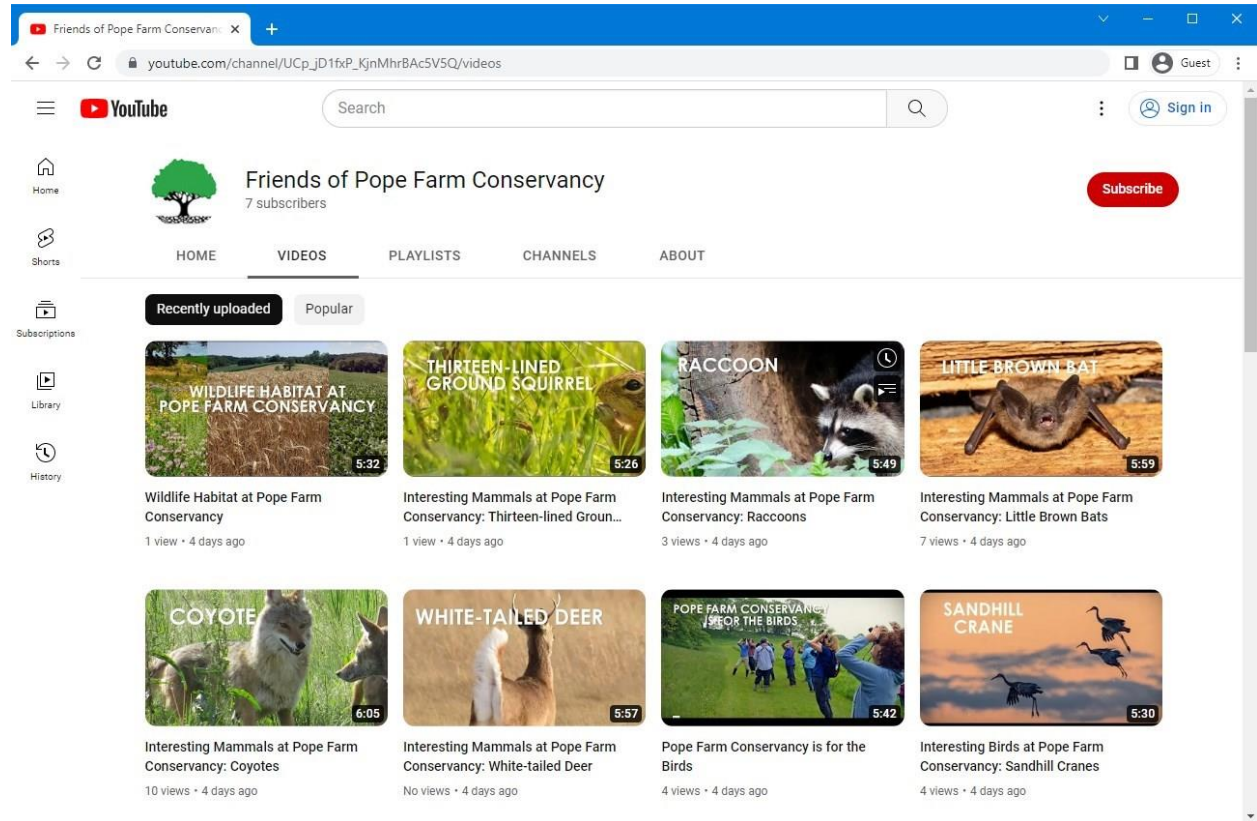 Friends of Pope Farm Conservanc
youtube.com/channel/UCp_jD1fxP_KjnMhrBAc5V5Q/videos
Guest
YouTube
Search
Sign in
Home
Shorts
Subscriptions
Library
History
Friends of Pope Farm Conservancy
7 subscribers
Subscribe
HOME VIDEOS PLAYLISTS CHANNELS ABOUT
Recently uploaded Popular
WILDLIFE HABITAT AT
POPE FARM CONSERVANCY
5:32
Wildlife Habitat at Pope Farm
Conservancy
1 view • 4 days ago
THIRTEEN-LINED
GROUND SQUIRREL
5:26
Interesting Mammals at Pope Farm
Conservancy: Thirteen-lined Groun...
1 view • 4 days ago
RACCOON
5:49
Interesting Mammals at Pope Farm
Conservancy: Raccoons
3 views • 4 days ago
LITTLE BROWN BAT
5:59
Interesting Mammals at Pope Farm
Conservancy: Little Brown Bats
7 views • 4 days ago
COYOTE
6:05
Interesting Mammals at Pope Farm
Conservancy: Coyotes
10 views • 4 days ago
WHITE-TAILED DEER
5:57
Interesting Mammals at Pope Farm
Conservancy: White-tailed Deer
No views • 4 days ago
POPE FARM CONSERVANCY
IS FOR THE BIRDS
5:42
Pope Farm Conservancy is for the
Birds
4 views • 4 days ago
SANDHILL
CRANE
5:30
Interesting Birds at Pope Farm
Conservancy: Sandhill Cranes
4 views • 4 days ago